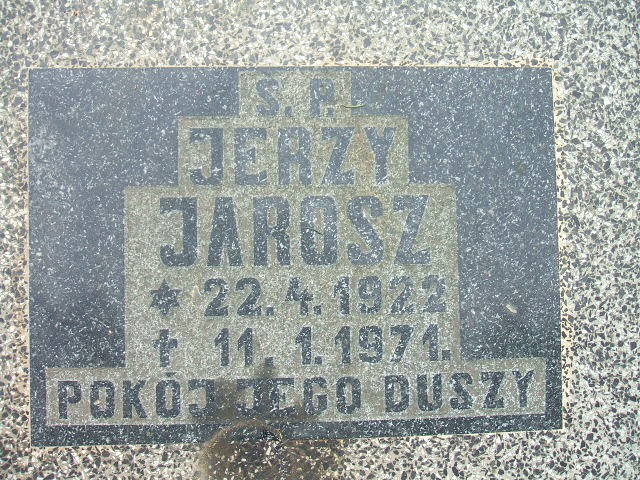 S. P.
JERZY
JAROSZ
* 22. 4. 1922
† 11. 1. 1971.
POKÓJ JEGO DUSZY